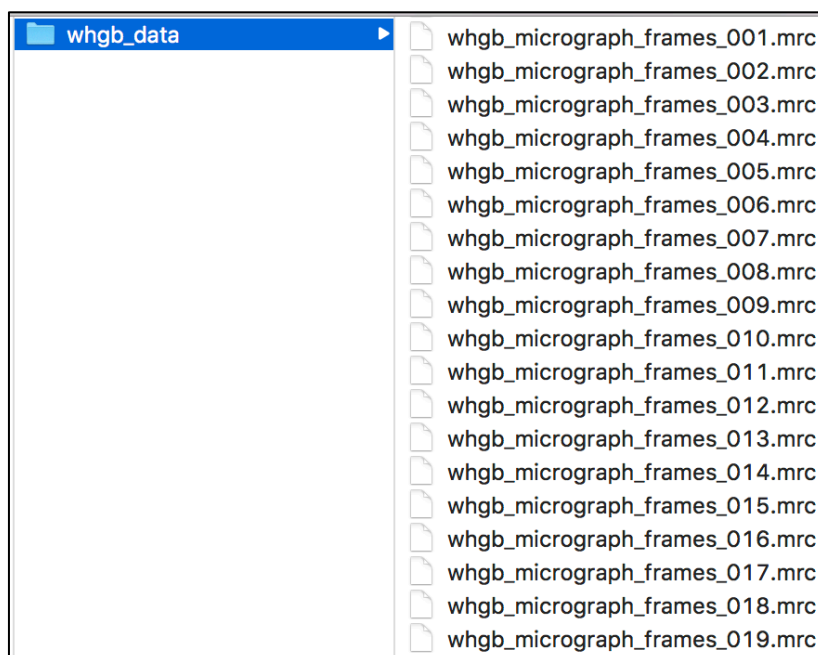 whgb_data
whgb_micrograph_frames_001.mrc
whgb_micrograph_frames_002.mrc
whgb_micrograph_frames_003.mrc
whgb_micrograph_frames_004.mrc
whgb_micrograph_frames_005.mrc
whgb_micrograph_frames_006.mrc
whgb_micrograph_frames_007.mrc
whgb_micrograph_frames_008.mrc
whgb_micrograph_frames_009.mrc
whgb_micrograph_frames_010.mrc
whgb_micrograph_frames_011.mrc
whgb_micrograph_frames_012.mrc
whgb_micrograph_frames_013.mrc
whgb_micrograph_frames_014.mrc
whgb_micrograph_frames_015.mrc
whgb_micrograph_frames_016.mrc
whgb_micrograph_frames_017.mrc
whgb_micrograph_frames_018.mrc
whgb_micrograph_frames_019.mrc